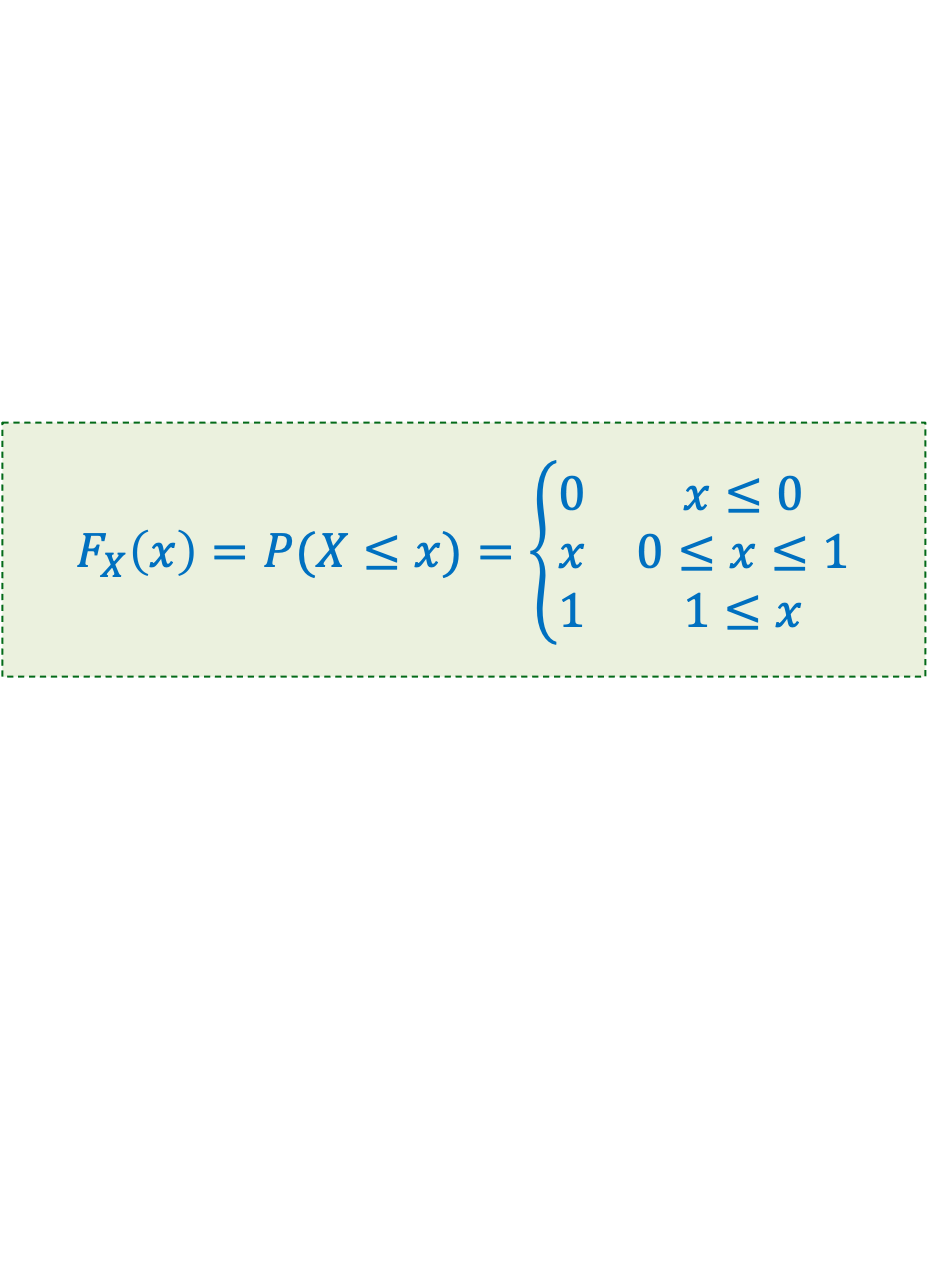 0 x ≤ 0
F_X(x) = P(X ≤ x) = { x 0 ≤ x ≤ 1
1 1 ≤ x